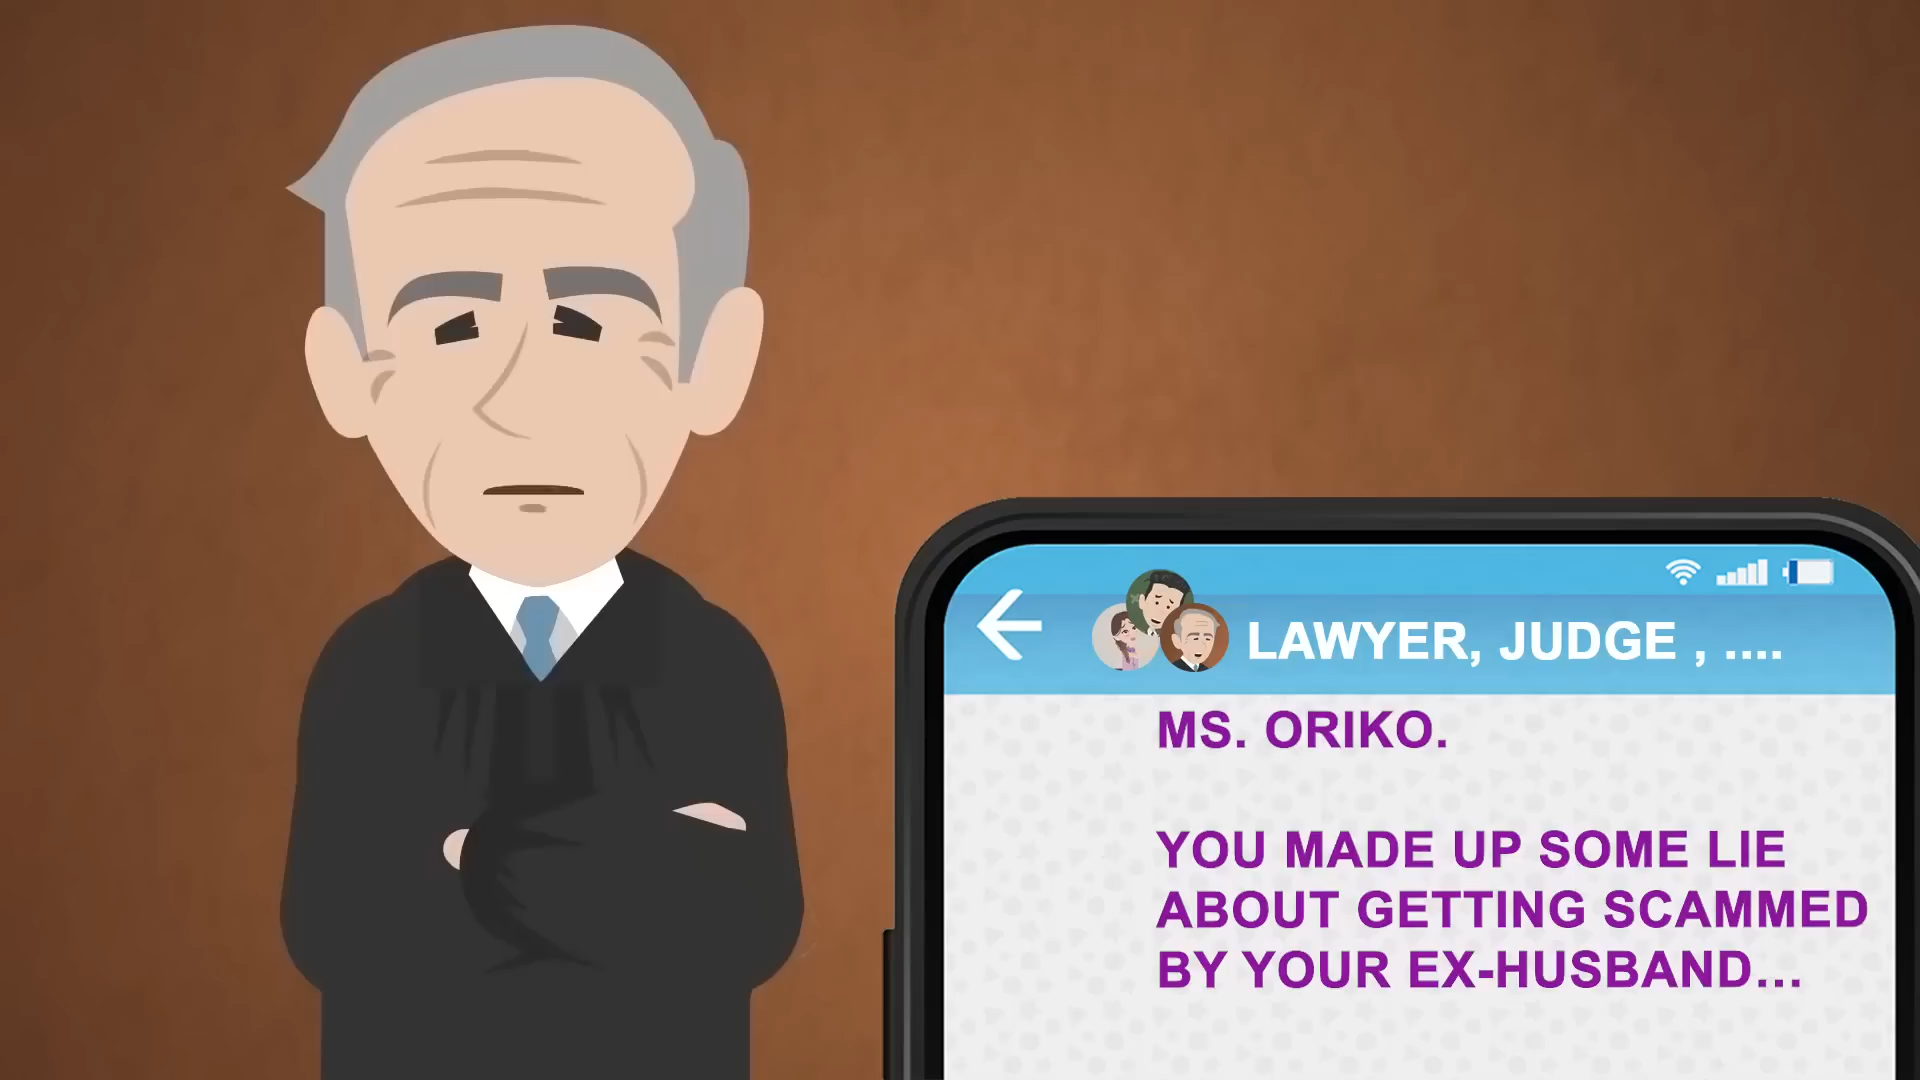 LAWYER, JUDGE , ....
MS. ORIKO.
YOU MADE UP SOME LIE
ABOUT GETTING SCAMMED
BY YOUR EX-HUSBAND...